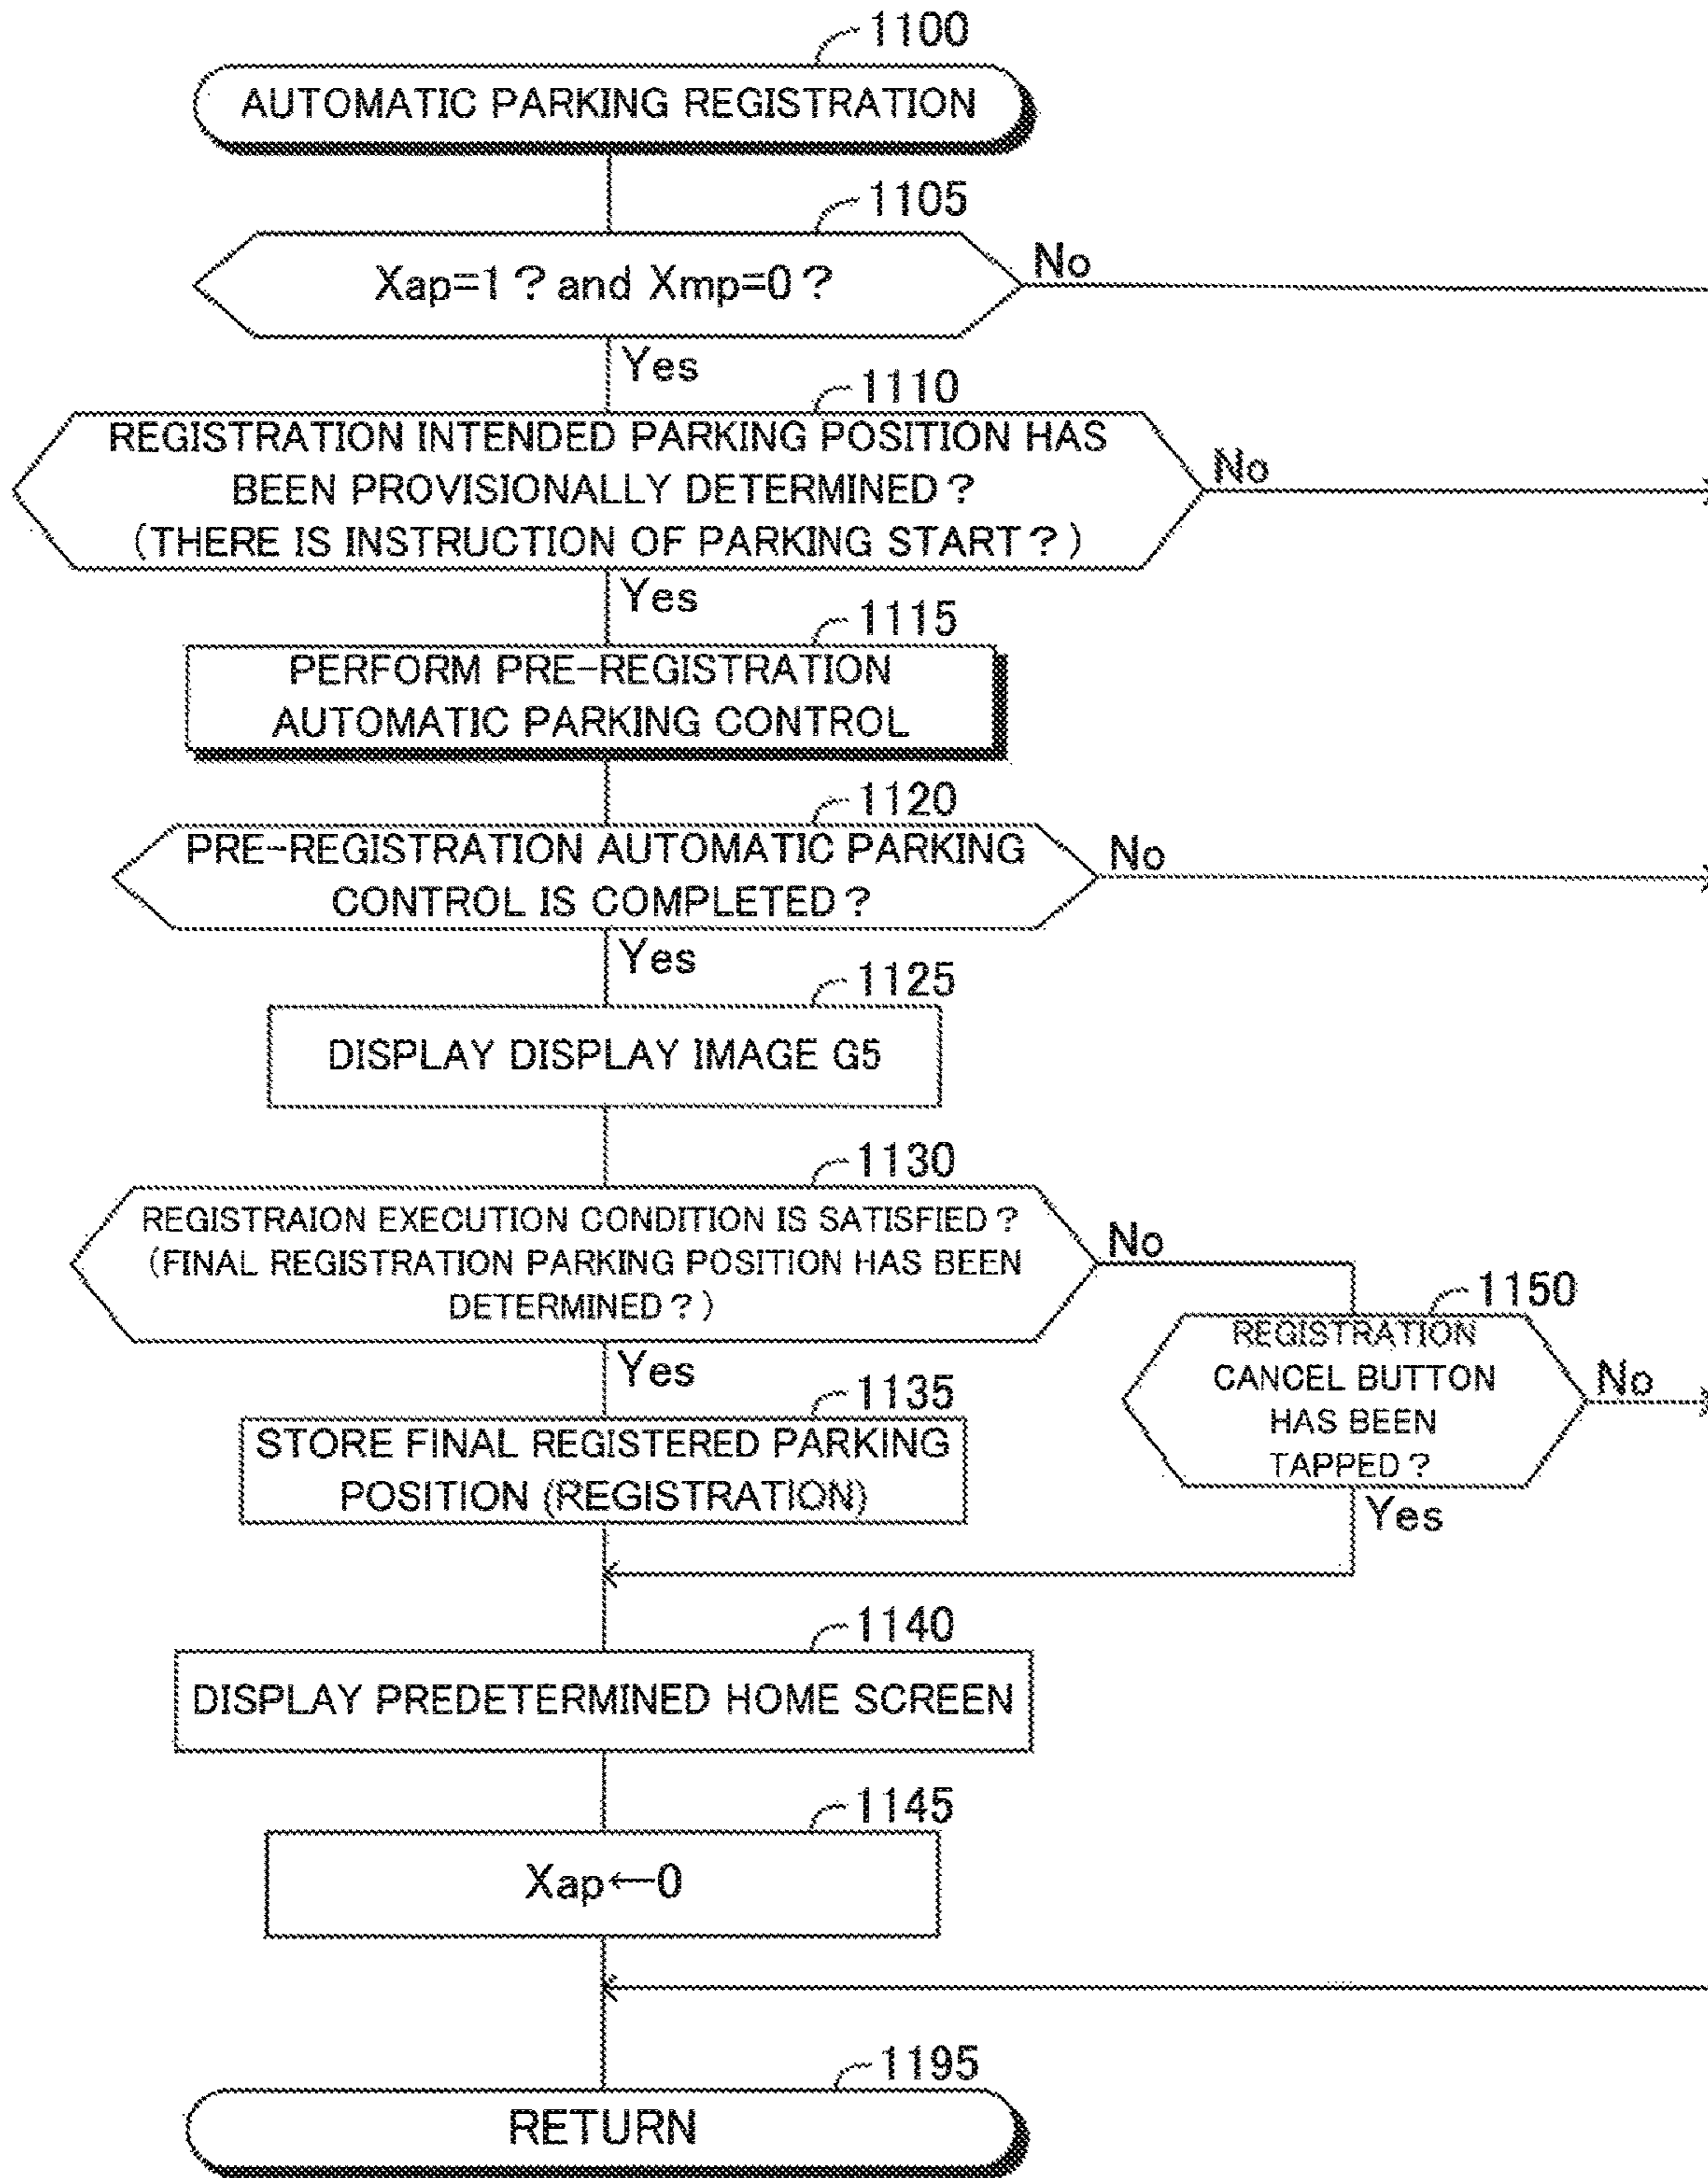 1100
AUTOMATIC PARKING REGISTRATION
1105
Xap=1? and Xmp=0?
No
Yes
1110
REGISTRATION INTENDED PARKING POSITION HAS
BEEN PROVISIONALLY DETERMINED?
(THERE IS INSTRUCTION OF PARKING START?)
No
Yes
1115
PERFORM PRE-REGISTRATION
AUTOMATIC PARKING CONTROL
1120
PRE-REGISTRATION AUTOMATIC PARKING
CONTROL IS COMPLETED?
No
Yes
1125
DISPLAY DISPLAY IMAGE G5
1130
REGISTRAION EXECUTION CONDITION IS SATISFIED?
(FINAL REGISTRATION PARKING POSITION HAS BEEN
DETERMINED?)
No
Yes
1150
REGISTRATION
CANCEL BUTTON
HAS BEEN
TAPPED?
No
Yes
1135
STORE FINAL REGISTERED PARKING
POSITION (REGISTRATION)
1140
DISPLAY PREDETERMINED HOME SCREEN
1145
Xap←0
1195
RETURN